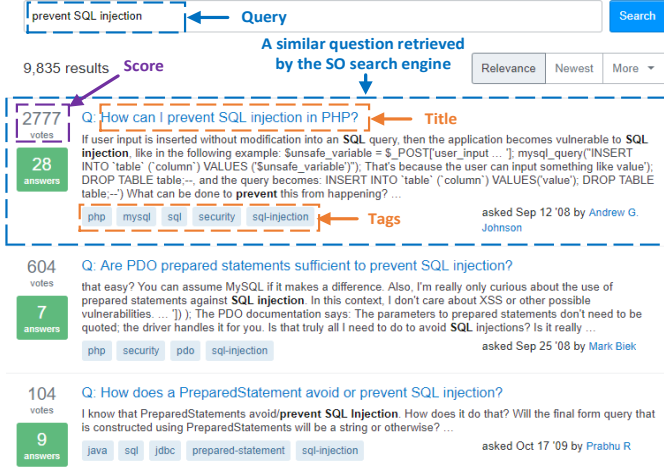 prevent SQL injection
Query
Search
A similar question retrieved
by the SO search engine
9,835 results
Score
Relevance Newest More
2777
votes
28
answers
Q: How can I prevent SQL injection in PHP?
Title
If user input is inserted without modification into an SQL query, then the application becomes vulnerable to SQL
injection, like in the following example: $unsafe_variable = $_POST['user_input ... ']; mysql_query("INSERT
INTO `table` (`column`) VALUES ('$unsafe_variable')"); That's because the user can input something like value');
DROP TABLE table;--, and the query becomes: INSERT INTO `table` (`column`) VALUES('value'); DROP TABLE
table;--') What can be done to prevent this from happening? ...
php mysql sql security sql-injection
Tags
asked Sep 12 '08 by Andrew G.
Johnson
604
votes
7
answers
Q: Are PDO prepared statements sufficient to prevent SQL injection?
that easy? You can assume MySQL if it makes a difference. Also, I'm really only curious about the use of
prepared statements against SQL injection. In this context, I don't care about XSS or other possible
vulnerabilities. ... ']) ); The PDO documentation says: The parameters to prepared statements don't need to be
quoted; the driver handles it for you. Is that truly all I need to do to avoid SQL injections? Is it really ...
php security pdo sql-injection
asked Sep 25 '08 by Mark Biek
104
votes
9
answers
Q: How does a PreparedStatement avoid or prevent SQL injection?
I know that PreparedStatements avoid/prevent SQL Injection. How does it do that? Will the final form query that
is constructed using PreparedStatements will be a string or otherwise? ...
java sql jdbc prepared-statement sql-injection
asked Oct 17 '09 by Prabhu R